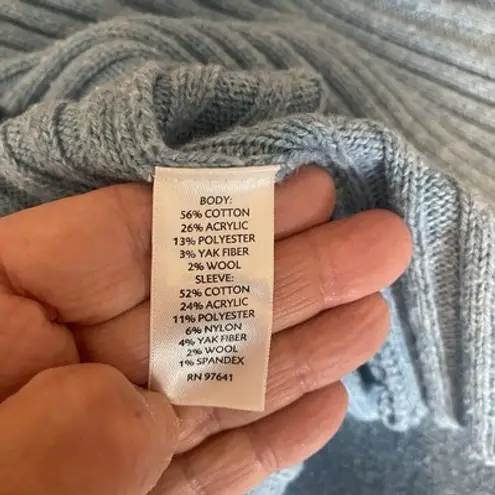 BODY:
56% COTTON
26% ACRYLIC
13% POLYESTER
3% YAK FIBER
2% WOOL
SLEEVE:
52% COTTON
24% ACRYLIC
11% POLYESTER
6% NYLON
4% YAK FIBER
2% WOOL
1% SPANDEX
RN 97641